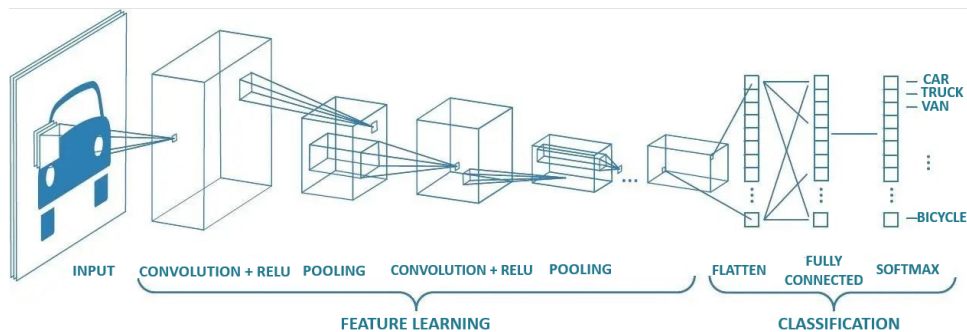 CAR
TRUCK
VAN
BICYCLE
INPUT
CONVOLUTION + RELU
POOLING
CONVOLUTION + RELU
POOLING
FLATTEN
FULLY
CONNECTED
SOFTMAX
FEATURE LEARNING
CLASSIFICATION